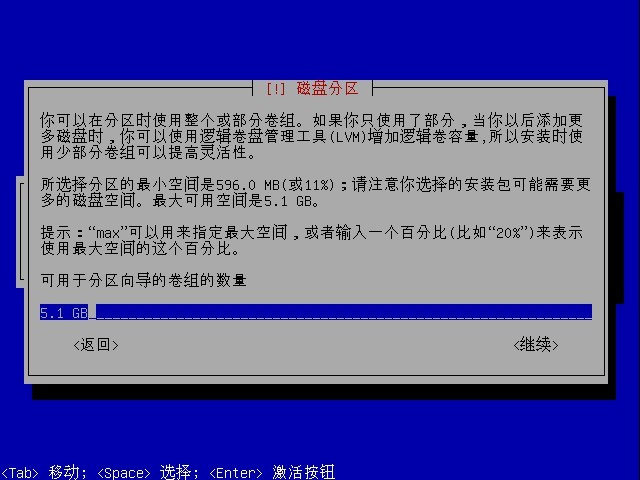 [!] 磁盘分区
你可以在分区时使用整个或部分卷组。如果你只使用了部分，当你以后添加更
多磁盘时，你可以使用逻辑卷盘管理工具(LVM)增加逻辑卷容量,所以安装时使
用少部分卷组可以提高灵活性。
所选择分区的最小空间是596.0 MB(或11%)；请注意你选择的安装包可能需要更
多的磁盘空间。最大可用空间是5.1 GB。
提示：“max”可以用来指定最大空间，或者输入一个百分比(比如“20%”)来表示
使用最大空间的这个百分比。
可用于分区向导的卷组的数量
5.1 GB
<返回> <继续>
<Tab> 移动; <Space> 选择; <Enter> 激活按钮